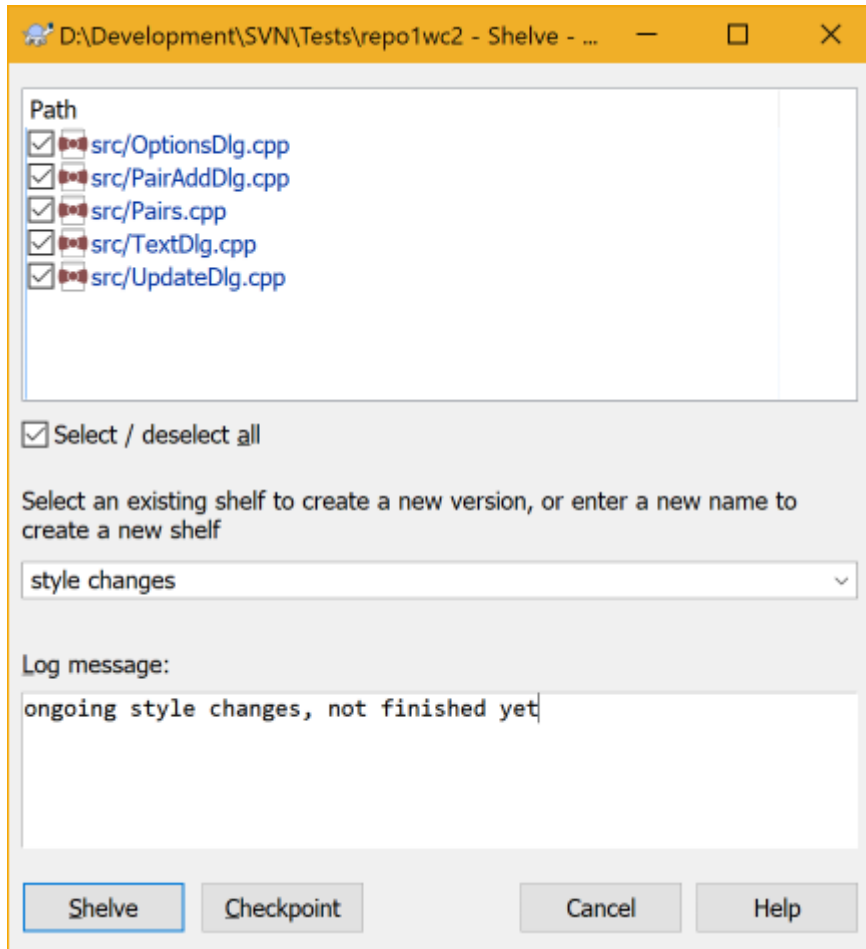 D:\Development\SVN\Tests\repo1wc2 - Shelve - ...
Path
src/OptionsDlg.cpp
src/PairAddDlg.cpp
src/Pairs.cpp
src/TextDlg.cpp
src/UpdateDlg.cpp
Select / deselect all
Select an existing shelf to create a new version, or enter a new name to
create a new shelf
style changes
Log message:
ongoing style changes, not finished yet
Shelve Checkpoint Cancel Help